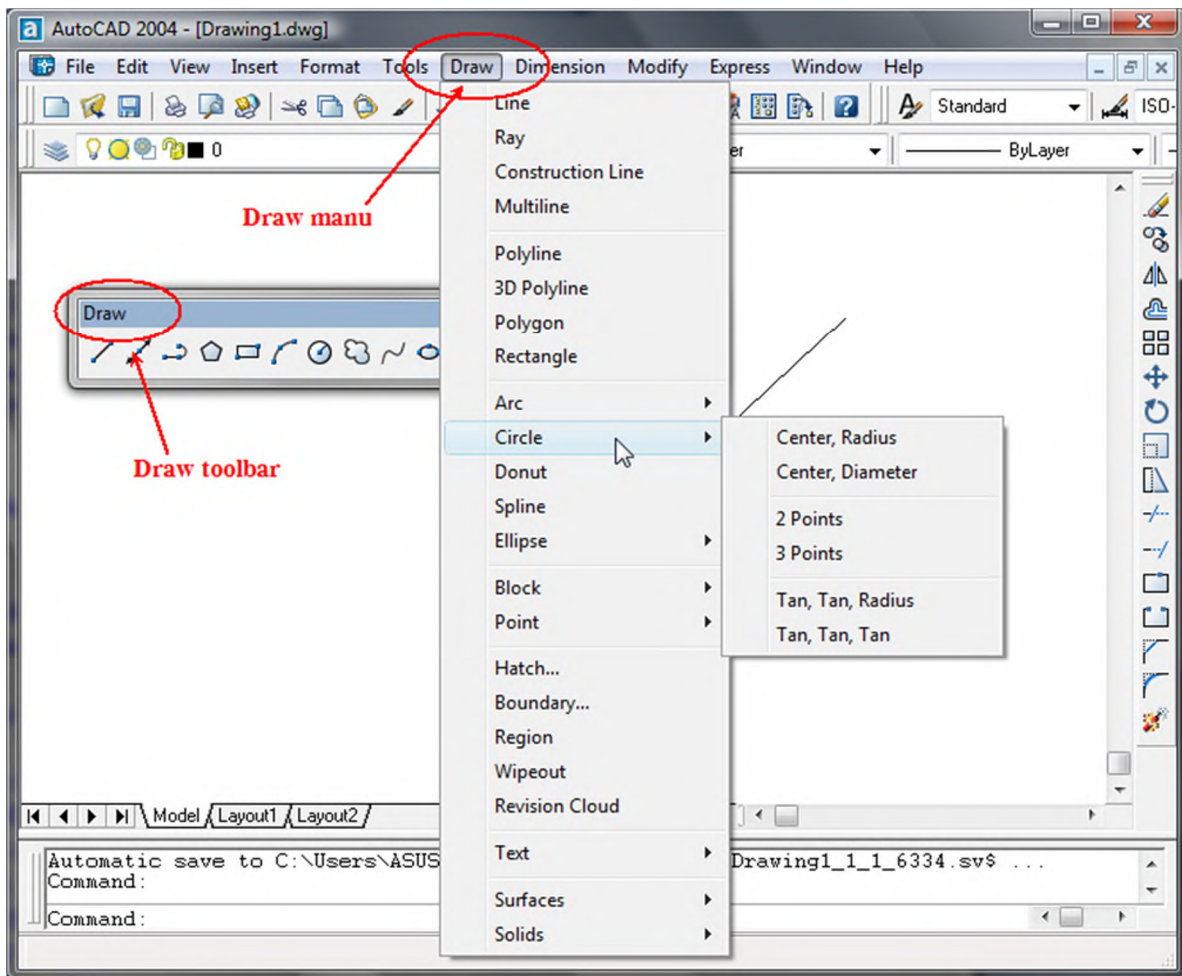 AutoCAD 2004 - [Drawing1.dwg]
File Edit View Insert Format Tools Draw Dimension Modify Express Window Help
Standard ISO-
0 er ByLayer
Draw manu
Draw
Draw toolbar
Line
Ray
Construction Line
Multiline
Polyline
3D Polyline
Polygon
Rectangle
Arc
Circle
Donut
Spline
Ellipse
Block
Point
Hatch...
Boundary...
Region
Wipeout
Revision Cloud
Text
Surfaces
Solids
Center, Radius
Center, Diameter
2 Points
3 Points
Tan, Tan, Radius
Tan, Tan, Tan
Model Layout1 Layout2
Automatic save to C:\Users\ASUS Drawing1_1_1_6334.sv$ ...
Command:
Command: